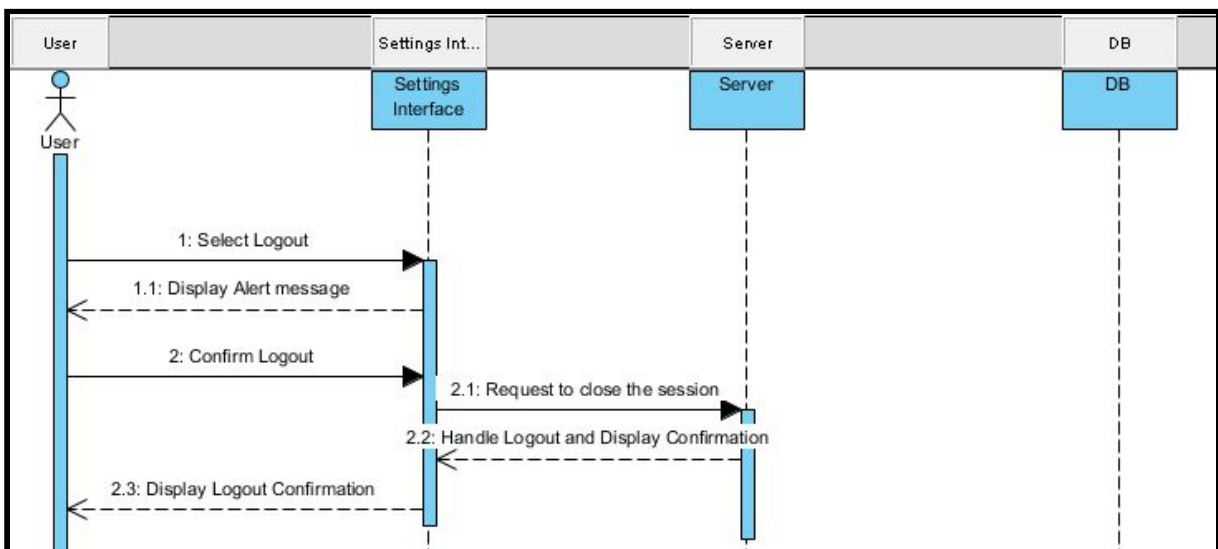 User
Settings Int...
Server
DB
Settings
Interface
Server
DB
User
1: Select Logout
1.1: Display Alert message
2: Confirm Logout
2.1: Request to close the session
2.2: Handle Logout and Display Confirmation
2.3: Display Logout Confirmation